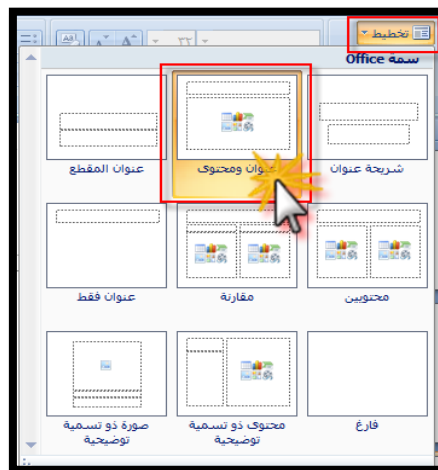 تخطيط
سمة Office
شريحة عنوان
عنوان ومحتوى
عنوان المقطع
محتويين
مقارنة
عنوان فقط
فارغ
محتوى ذو تسمية
توضيحية
صورة ذو تسمية
توضيحية